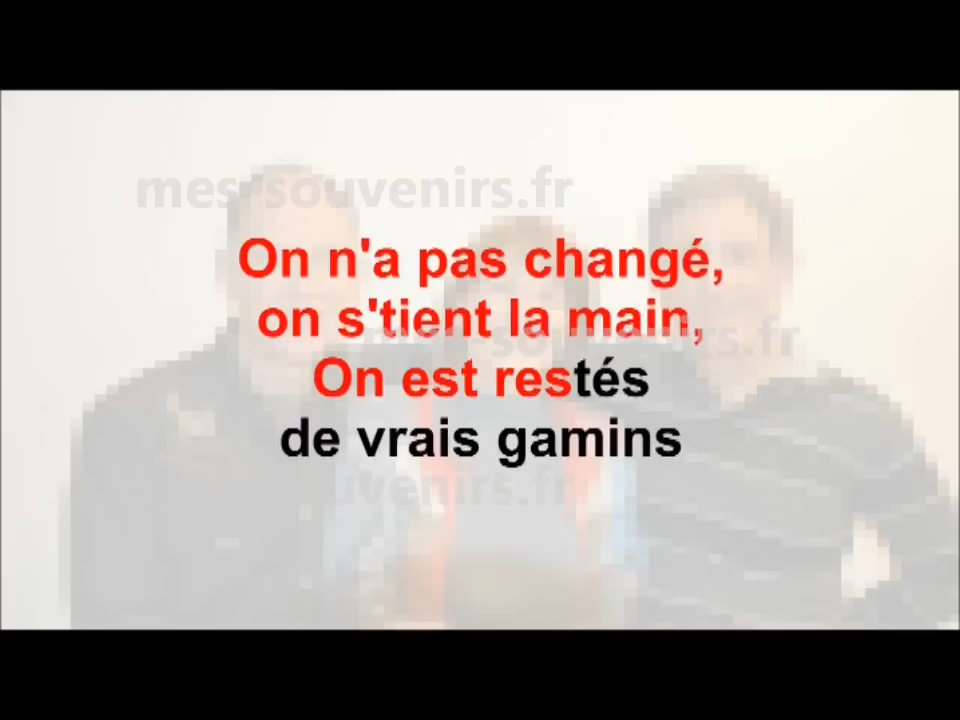 mes-souvenirs.fr
On n'a pas changé,
on s'tient la main,
On est restés
de vrais gamins